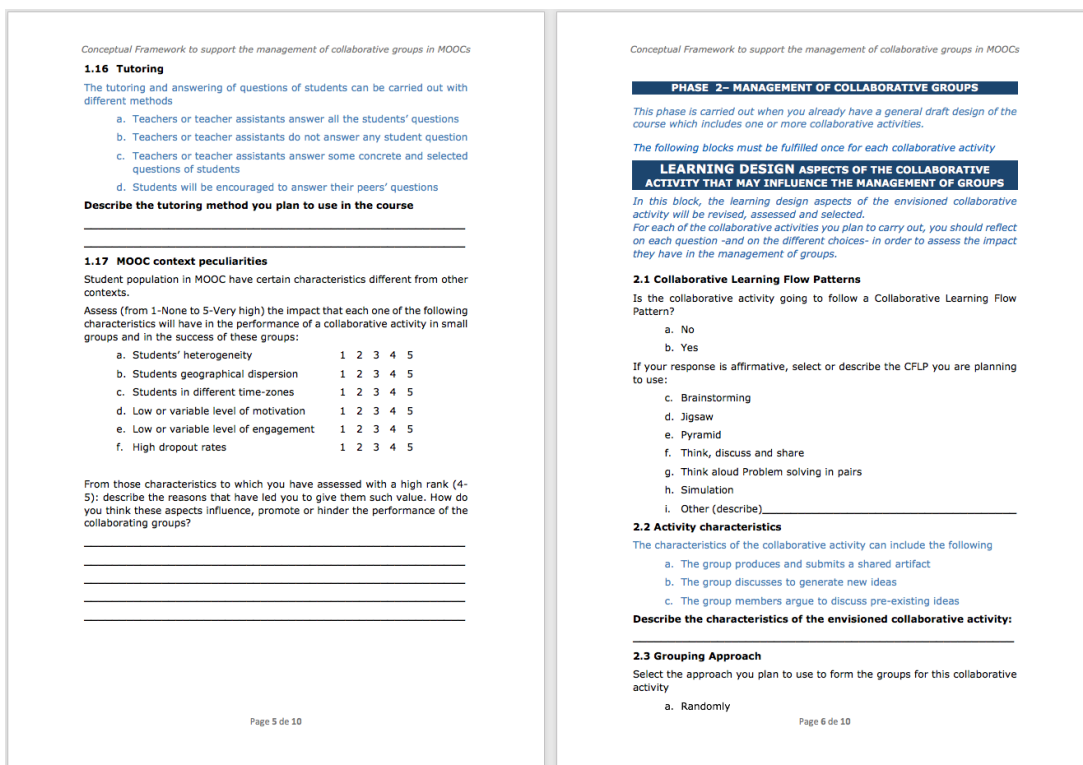 Conceptual Framework to support the management of collaborative groups in MOOCs
1.16 Tutoring
The tutoring and answering of questions of students can be carried out with
different methods
a. Teachers or teacher assistants answer all the students' questions
b. Teachers or teacher assistants do not answer any student question
c. Teachers or teacher assistants answer some concrete and selected
questions of students
d. Students will be encouraged to answer their peers' questions
Describe the tutoring method you plan to use in the course
1.17 MOOC context peculiarities
Student population in MOOC have certain characteristics different from other
contexts.
Assess (from 1-None to 5-Very high) the impact that each one of the following
characteristics will have in the performance of a collaborative activity in small
groups and in the success of these groups:
a. Students' heterogeneity 1 2 3 4 5
b. Students geographical dispersion 1 2 3 4 5
c. Students in different time-zones 1 2 3 4 5
d. Low or variable level of motivation 1 2 3 4 5
e. Low or variable level of engagement 1 2 3 4 5
f. High dropout rates 1 2 3 4 5
From those characteristics to which you have assessed with a high rank (4-
5): describe the reasons that have led you to give them such value. How do
you think these aspects influence, promote or hinder the performance of the
collaborating groups?
Page 5 de 10
Conceptual Framework to support the management of collaborative groups in MOOCs
PHASE 2– MANAGEMENT OF COLLABORATIVE GROUPS
This phase is carried out when you already have a general draft design of the
course which includes one or more collaborative activities.
The following blocks must be fulfilled once for each collaborative activity
LEARNING DESIGN ASPECTS OF THE COLLABORATIVE
ACTIVITY THAT MAY INFLUENCE THE MANAGEMENT OF GROUPS
In this block, the learning design aspects of the envisioned collaborative
activity will be revised, assessed and selected.
For each of the collaborative activities you plan to carry out, you should reflect
on each question -and on the different choices- in order to assess the impact
they have in the management of groups.
2.1 Collaborative Learning Flow Patterns
Is the collaborative activity going to follow a Collaborative Learning Flow
Pattern?
a. No
b. Yes
If your response is affirmative, select or describe the CFLP you are planning
to use:
c. Brainstorming
d. Jigsaw
e. Pyramid
f. Think, discuss and share
g. Think aloud Problem solving in pairs
h. Simulation
i. Other (describe)
2.2 Activity characteristics
The characteristics of the collaborative activity can include the following
a. The group produces and submits a shared artifact
b. The group discusses to generate new ideas
c. The group members argue to discuss pre-existing ideas
Describe the characteristics of the envisioned collaborative activity:
2.3 Grouping Approach
Select the approach you plan to use to form the groups for this collaborative
activity
a. Randomly
Page 6 de 10